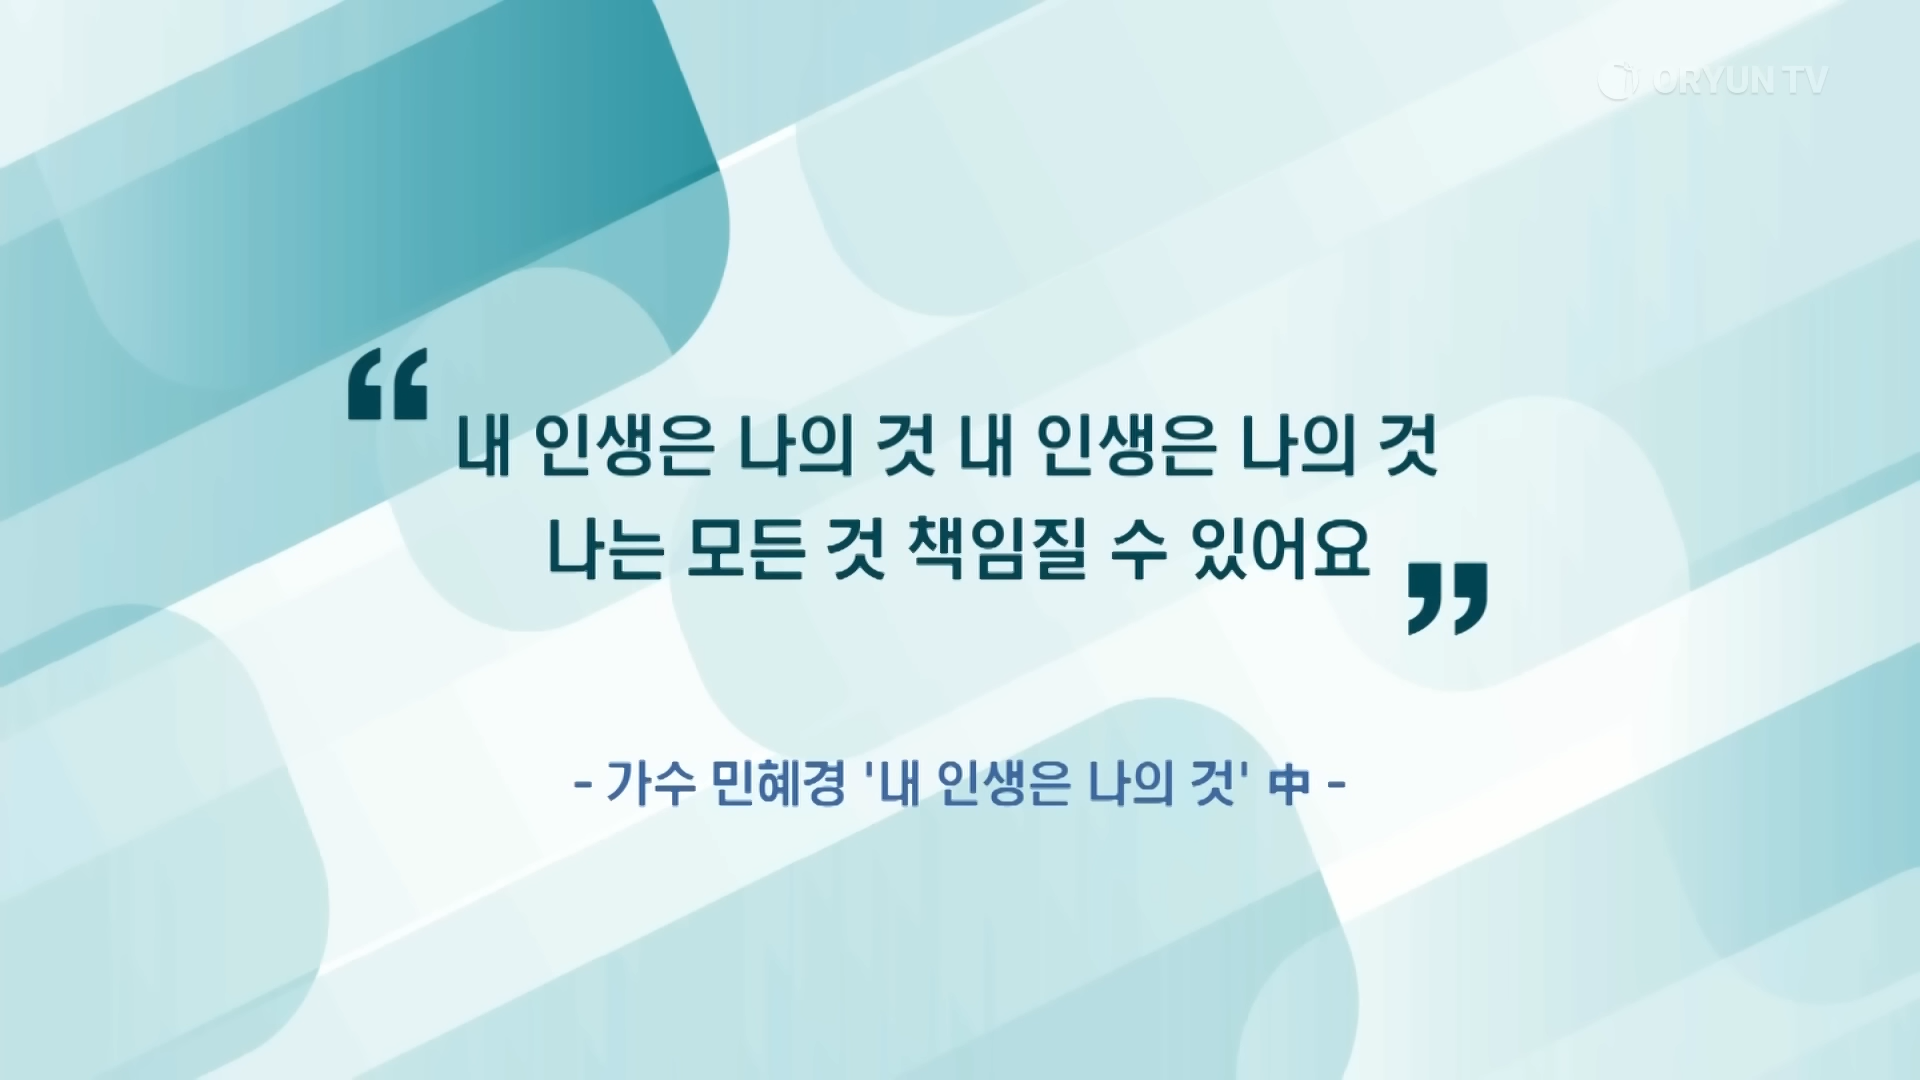 ORYUN TV
“ 내 인생은 나의 것 내 인생은 나의 것
나는 모든 것 책임질 수 있어요 ”
- 가수 민혜경 '내 인생은 나의 것' 中 -